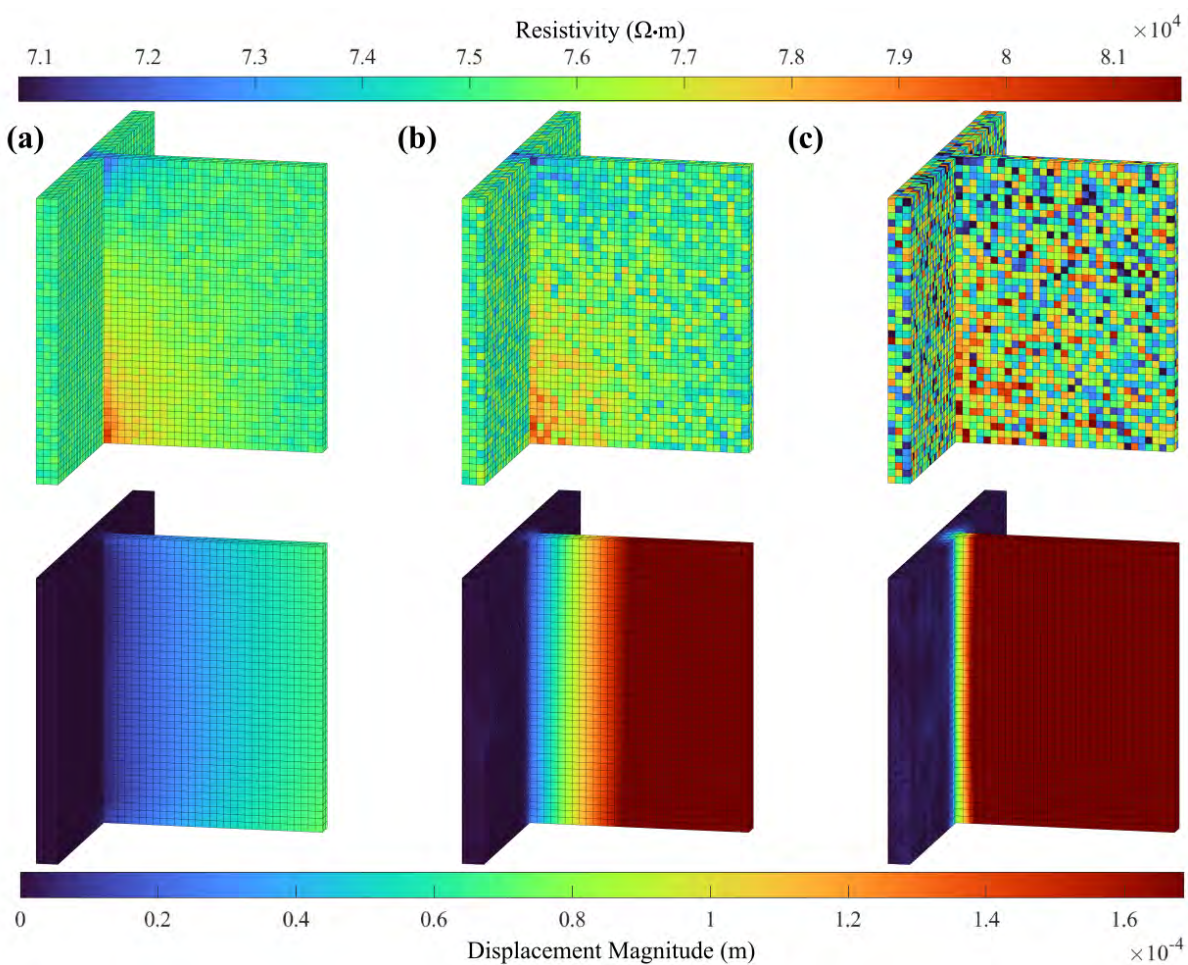 Resistivity (Ω·m)
×10⁴
7.1 7.2 7.3 7.4 7.5 7.6 7.7 7.8 7.9 8 8.1
(a) (b) (c)
0 0.2 0.4 0.6 0.8 1 1.2 1.4 1.6
Displacement Magnitude (m)
×10⁻⁴